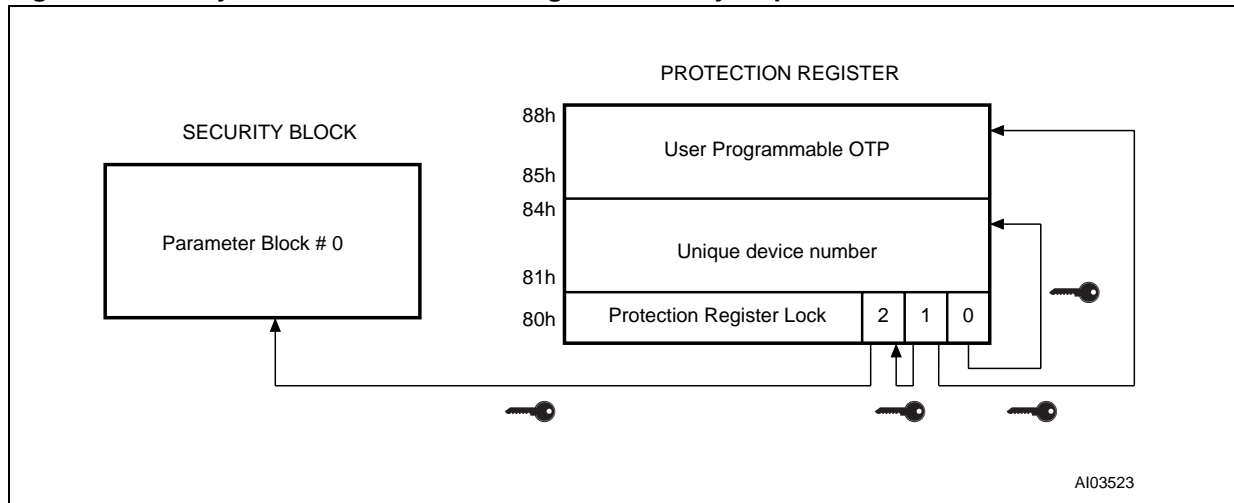 PROTECTION REGISTER
SECURITY BLOCK
88h
User Programmable OTP
85h
84h
Parameter Block # 0
Unique device number
81h
80h
Protection Register Lock 2 1 0
AI03523